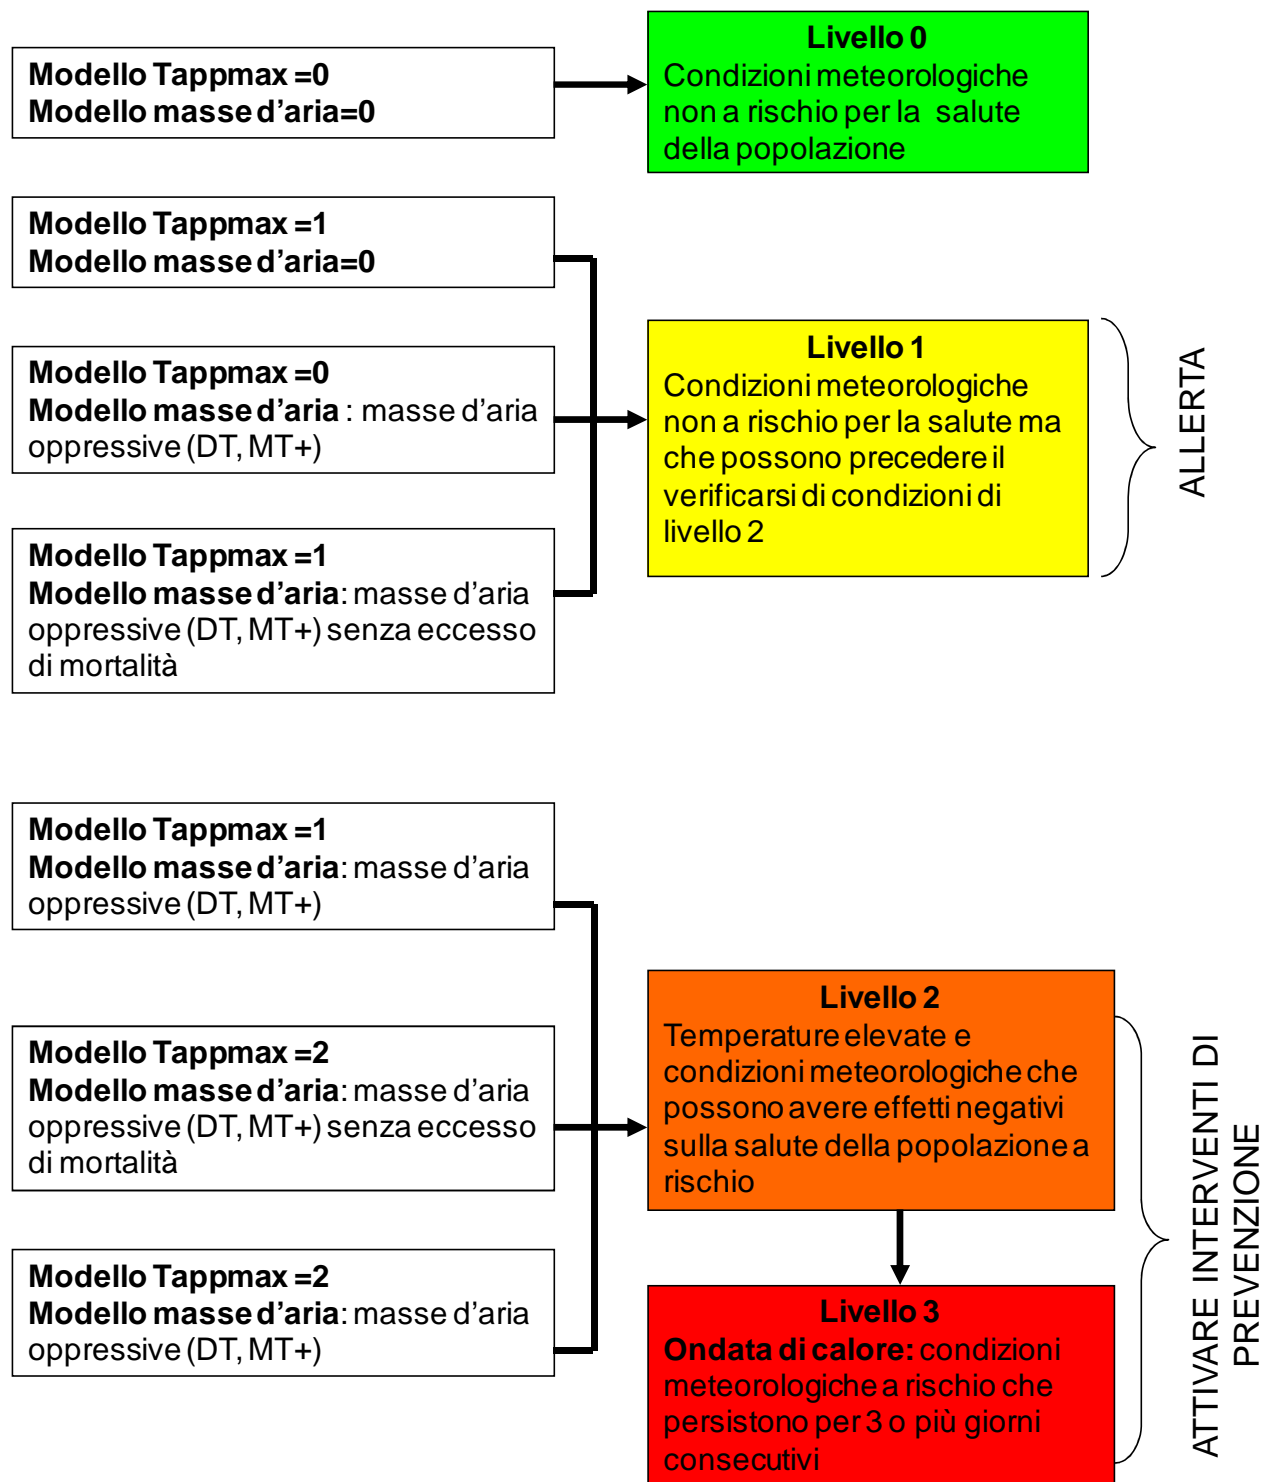 Modello Tappmax =0
Modello masse d'aria=0
Livello 0
Condizioni meteorologiche
non a rischio per la salute
della popolazione
Modello Tappmax =1
Modello masse d'aria=0
Modello Tappmax =0
Modello masse d'aria : masse d'aria
oppressive (DT, MT+)
Modello Tappmax =1
Modello masse d'aria: masse d'aria
oppressive (DT, MT+) senza eccesso
di mortalità
Livello 1
Condizioni meteorologiche
non a rischio per la salute ma
che possono precedere il
verificarsi di condizioni di
livello 2
ALLERTA
Modello Tappmax =1
Modello masse d'aria: masse d'aria
oppressive (DT, MT+)
Modello Tappmax =2
Modello masse d'aria: masse d'aria
oppressive (DT, MT+) senza eccesso
di mortalità
Modello Tappmax =2
Modello masse d'aria: masse d'aria
oppressive (DT, MT+)
Livello 2
Temperature elevate e
condizioni meteorologiche che
possono avere effetti negativi
sulla salute della popolazione a
rischio
Livello 3
Ondata di calore: condizioni
meteorologiche a rischio che
persistono per 3 o più giorni
consecutivi
ATTIVARE INTERVENTI DI
PREVENZIONE